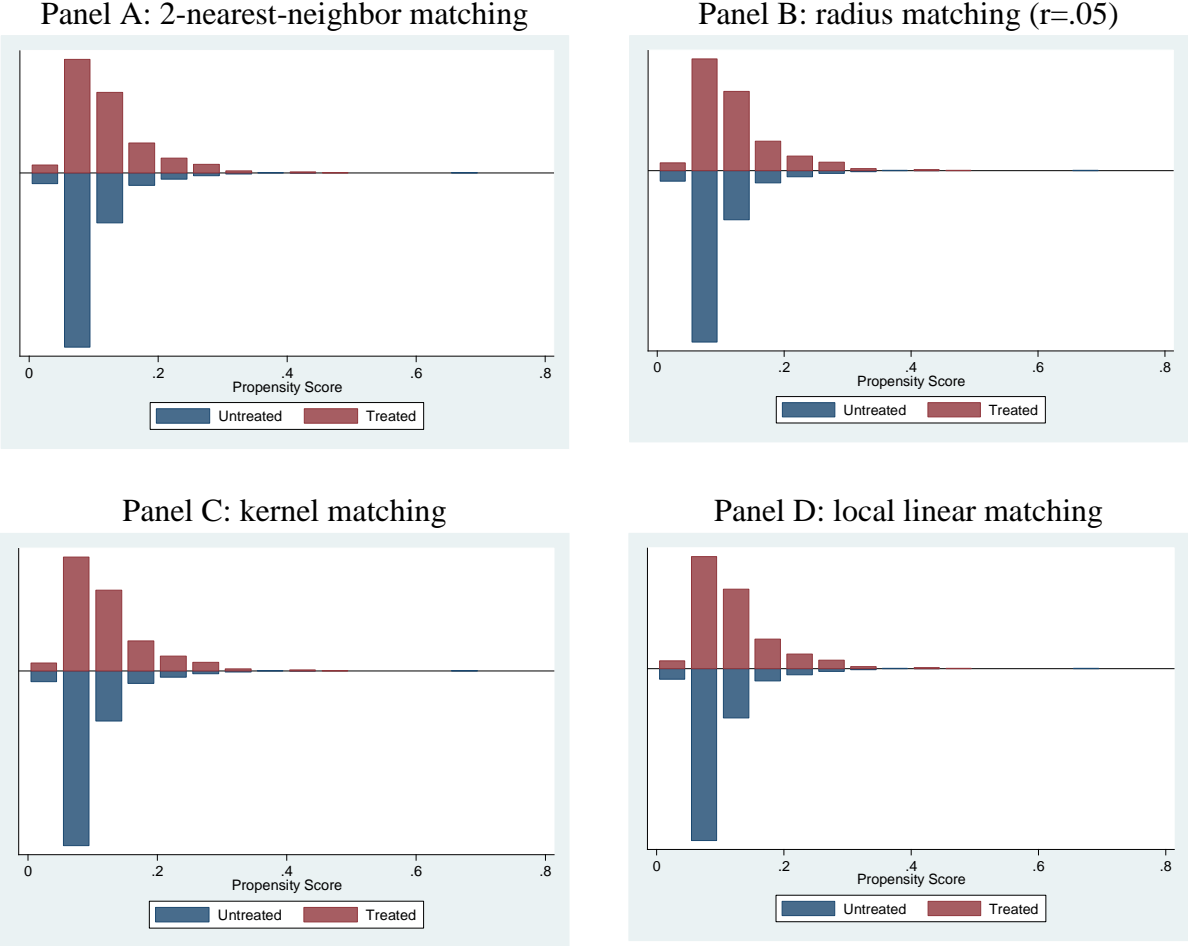 Panel A: 2-nearest-neighbor matching
0 .2 .4 .6 .8
Propensity Score
Untreated Treated
Panel B: radius matching (r=.05)
0 .2 .4 .6 .8
Propensity Score
Untreated Treated
Panel C: kernel matching
0 .2 .4 .6 .8
Propensity Score
Untreated Treated
Panel D: local linear matching
0 .2 .4 .6 .8
Propensity Score
Untreated Treated